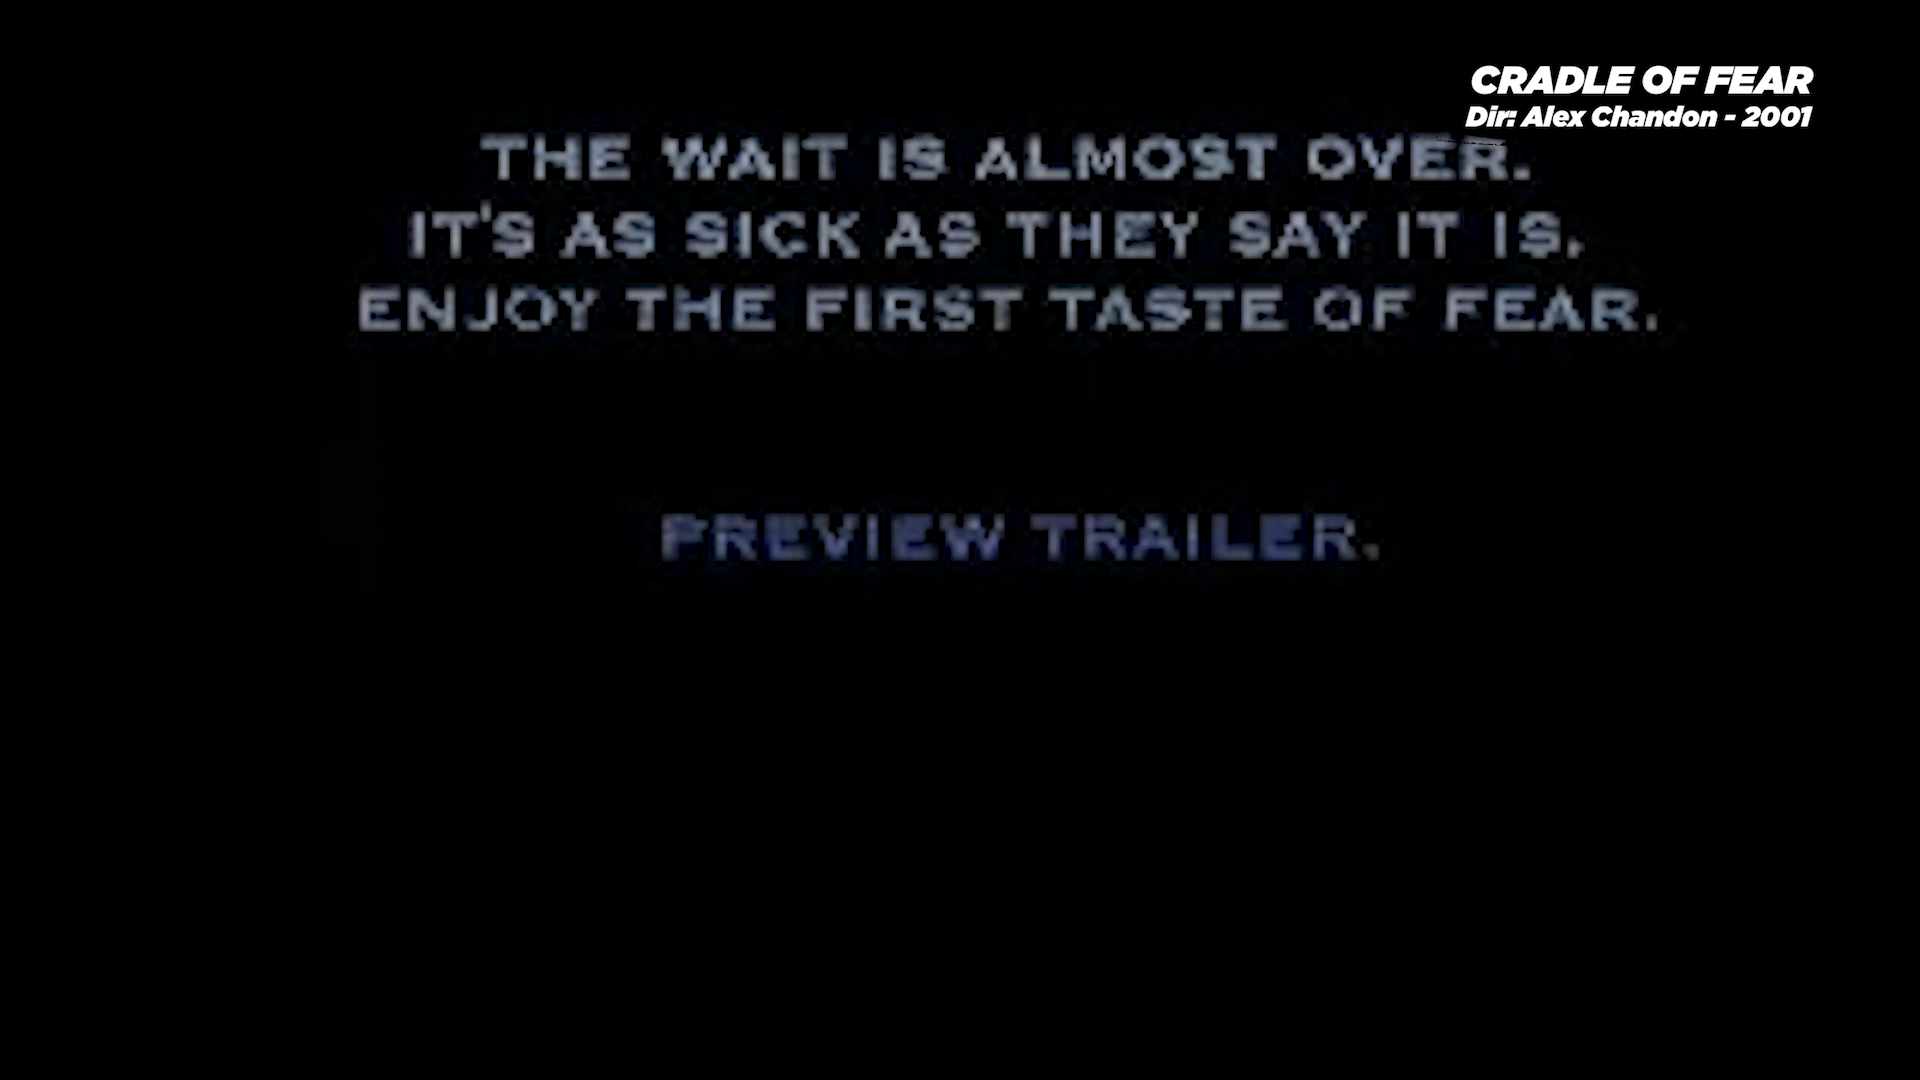 CRADLE OF FEAR
Dir: Alex Chandon - 2001
THE WAIT IS ALMOST OVER.
IT'S AS SICK AS THEY SAY IT IS.
ENJOY THE FIRST TASTE OF FEAR.
PREVIEW TRAILER.